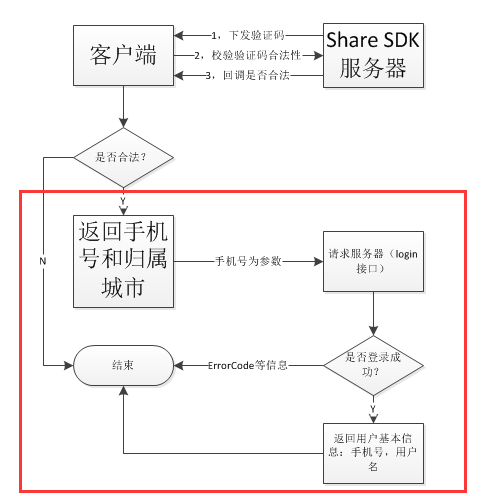 客户端
1，下发验证码
2，校验验证码合法性
3，回调是否合法
Share SDK
服务器
是否合法？
Y
N
返回手机
号和归属
城市
手机号为参数
请求服务器（login
接口）
结束
ErrorCode等信息
是否登录成
功？
Y
返回用户基本信
息：手机号，用户
名